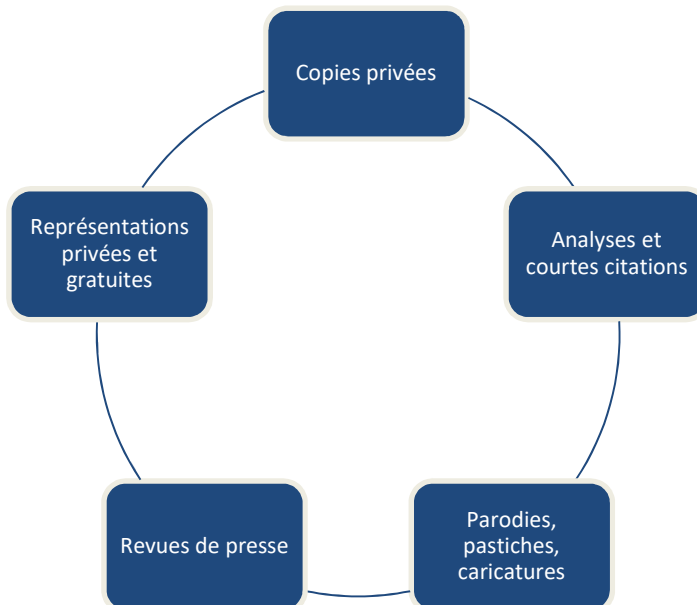 Copies privées
Représentations
privées et
gratuites
Analyses et
courtes citations
Revues de presse
Parodies,
pastiches,
caricatures